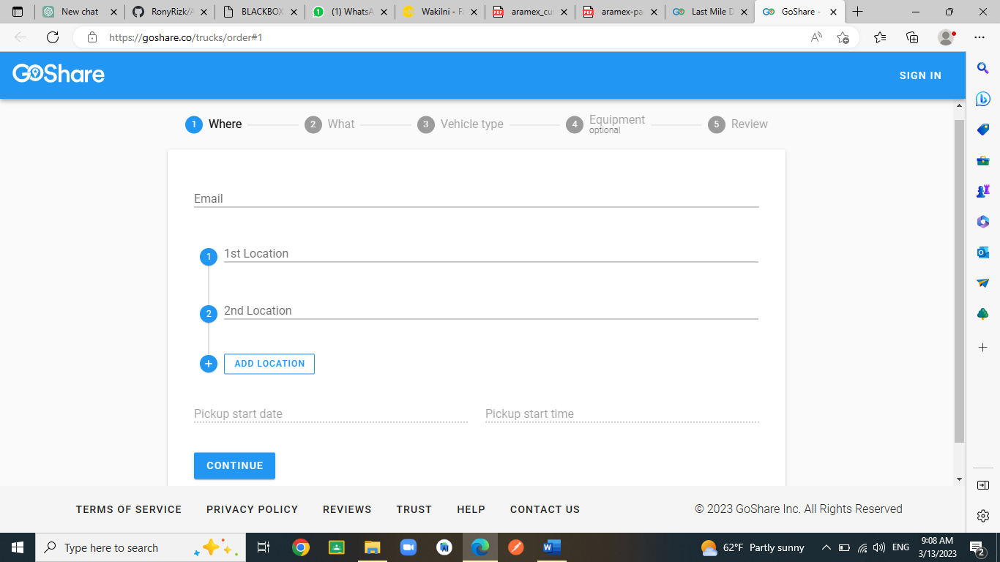 New chat
RonyRizk/
BLACKBOX
(1) WhatsA
Wakilni - F
aramex_cu
aramex-pa
Last Mile D
GoShare -
https://goshare.co/trucks/order#1
GoShare
SIGN IN
1 Where
2 What
3 Vehicle type
4 Equipment
optional
5 Review
Email
1 1st Location
2 2nd Location
+ ADD LOCATION
Pickup start date
Pickup start time
CONTINUE
TERMS OF SERVICE
PRIVACY POLICY
REVIEWS
TRUST
HELP
CONTACT US
© 2023 GoShare Inc. All Rights Reserved
Type here to search
62°F Partly sunny
ENG
9:08 AM
3/13/2023
2